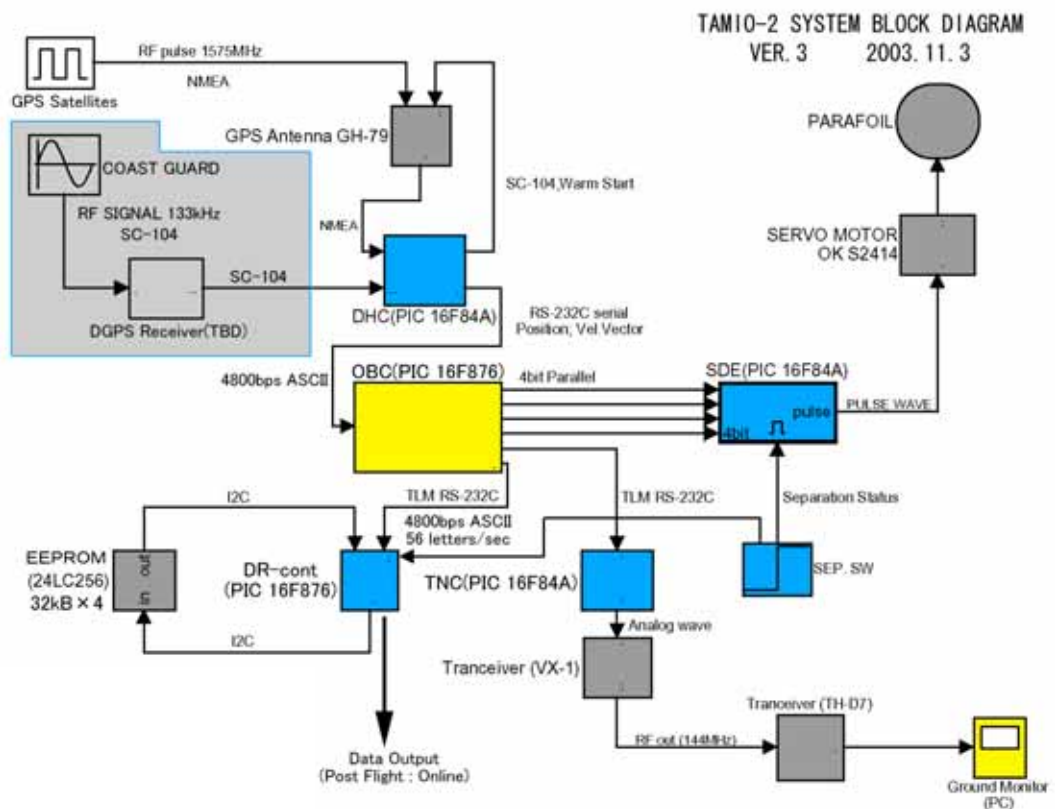 TAMIO-2 SYSTEM BLOCK DIAGRAM
VER.3 2003.11.3
RF pulse 1575MHz
NMEA
GPS Satellites
GPS Antenna GH-79
PARAFOIL
COAST GUARD
SC-104,Warm Start
RF SIGNAL 133kHz
SC-104
NMEA
SERVO MOTOR
OK S2414
SC-104
DGPS Receiver(TBD)
DHC(PIC 16F84A)
RS-232C serial
Position, Vel Vector
4800bps ASCII
OBC(PIC 16F876)
4bit Parallel
SDE(PIC 16F84A)
pulse
4bit
PULSE WAVE
I2C
TLM RS-232C
TLM RS-232C
Separation Status
4800bps ASCII
56 letters/sec
EEPROM
(24LC256)
32kB×4
out
in
DR-cont
(PIC 16F876)
TNC(PIC 16F84A)
SEP. SW
I2C
Analog wave
Tranceiver (VX-1)
Tranceiver (TH-D7)
RF out (144MHz)
Data Output
(Post Flight : Online)
Ground Monitor
(PC)